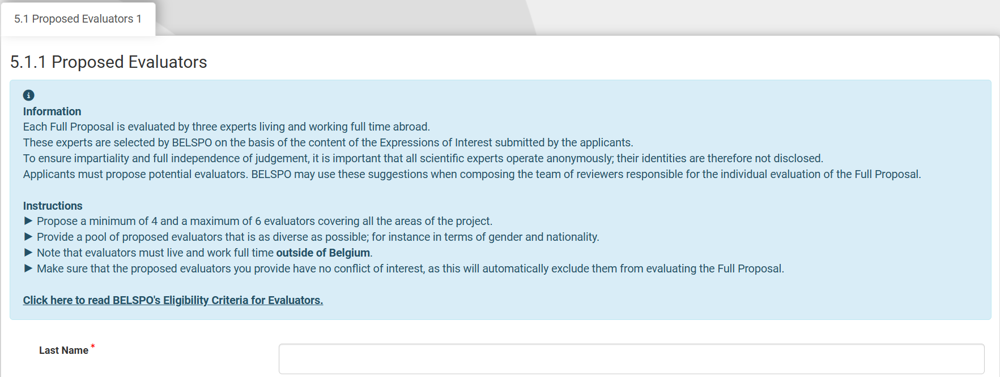 5.1 Proposed Evaluators 1
5.1.1 Proposed Evaluators
Information
Each Full Proposal is evaluated by three experts living and working full time abroad.
These experts are selected by BELSPO on the basis of the content of the Expressions of Interest submitted by the applicants.
To ensure impartiality and full independence of judgement, it is important that all scientific experts operate anonymously; their identities are therefore not disclosed.
Applicants must propose potential evaluators. BELSPO may use these suggestions when composing the team of reviewers responsible for the individual evaluation of the Full Proposal.
Instructions
► Propose a minimum of 4 and a maximum of 6 evaluators covering all the areas of the project.
► Provide a pool of proposed evaluators that is as diverse as possible; for instance in terms of gender and nationality.
► Note that evaluators must live and work full time outside of Belgium.
► Make sure that the proposed evaluators you provide have no conflict of interest, as this will automatically exclude them from evaluating the Full Proposal.
Click here to read BELSPO's Eligibility Criteria for Evaluators.
Last Name *